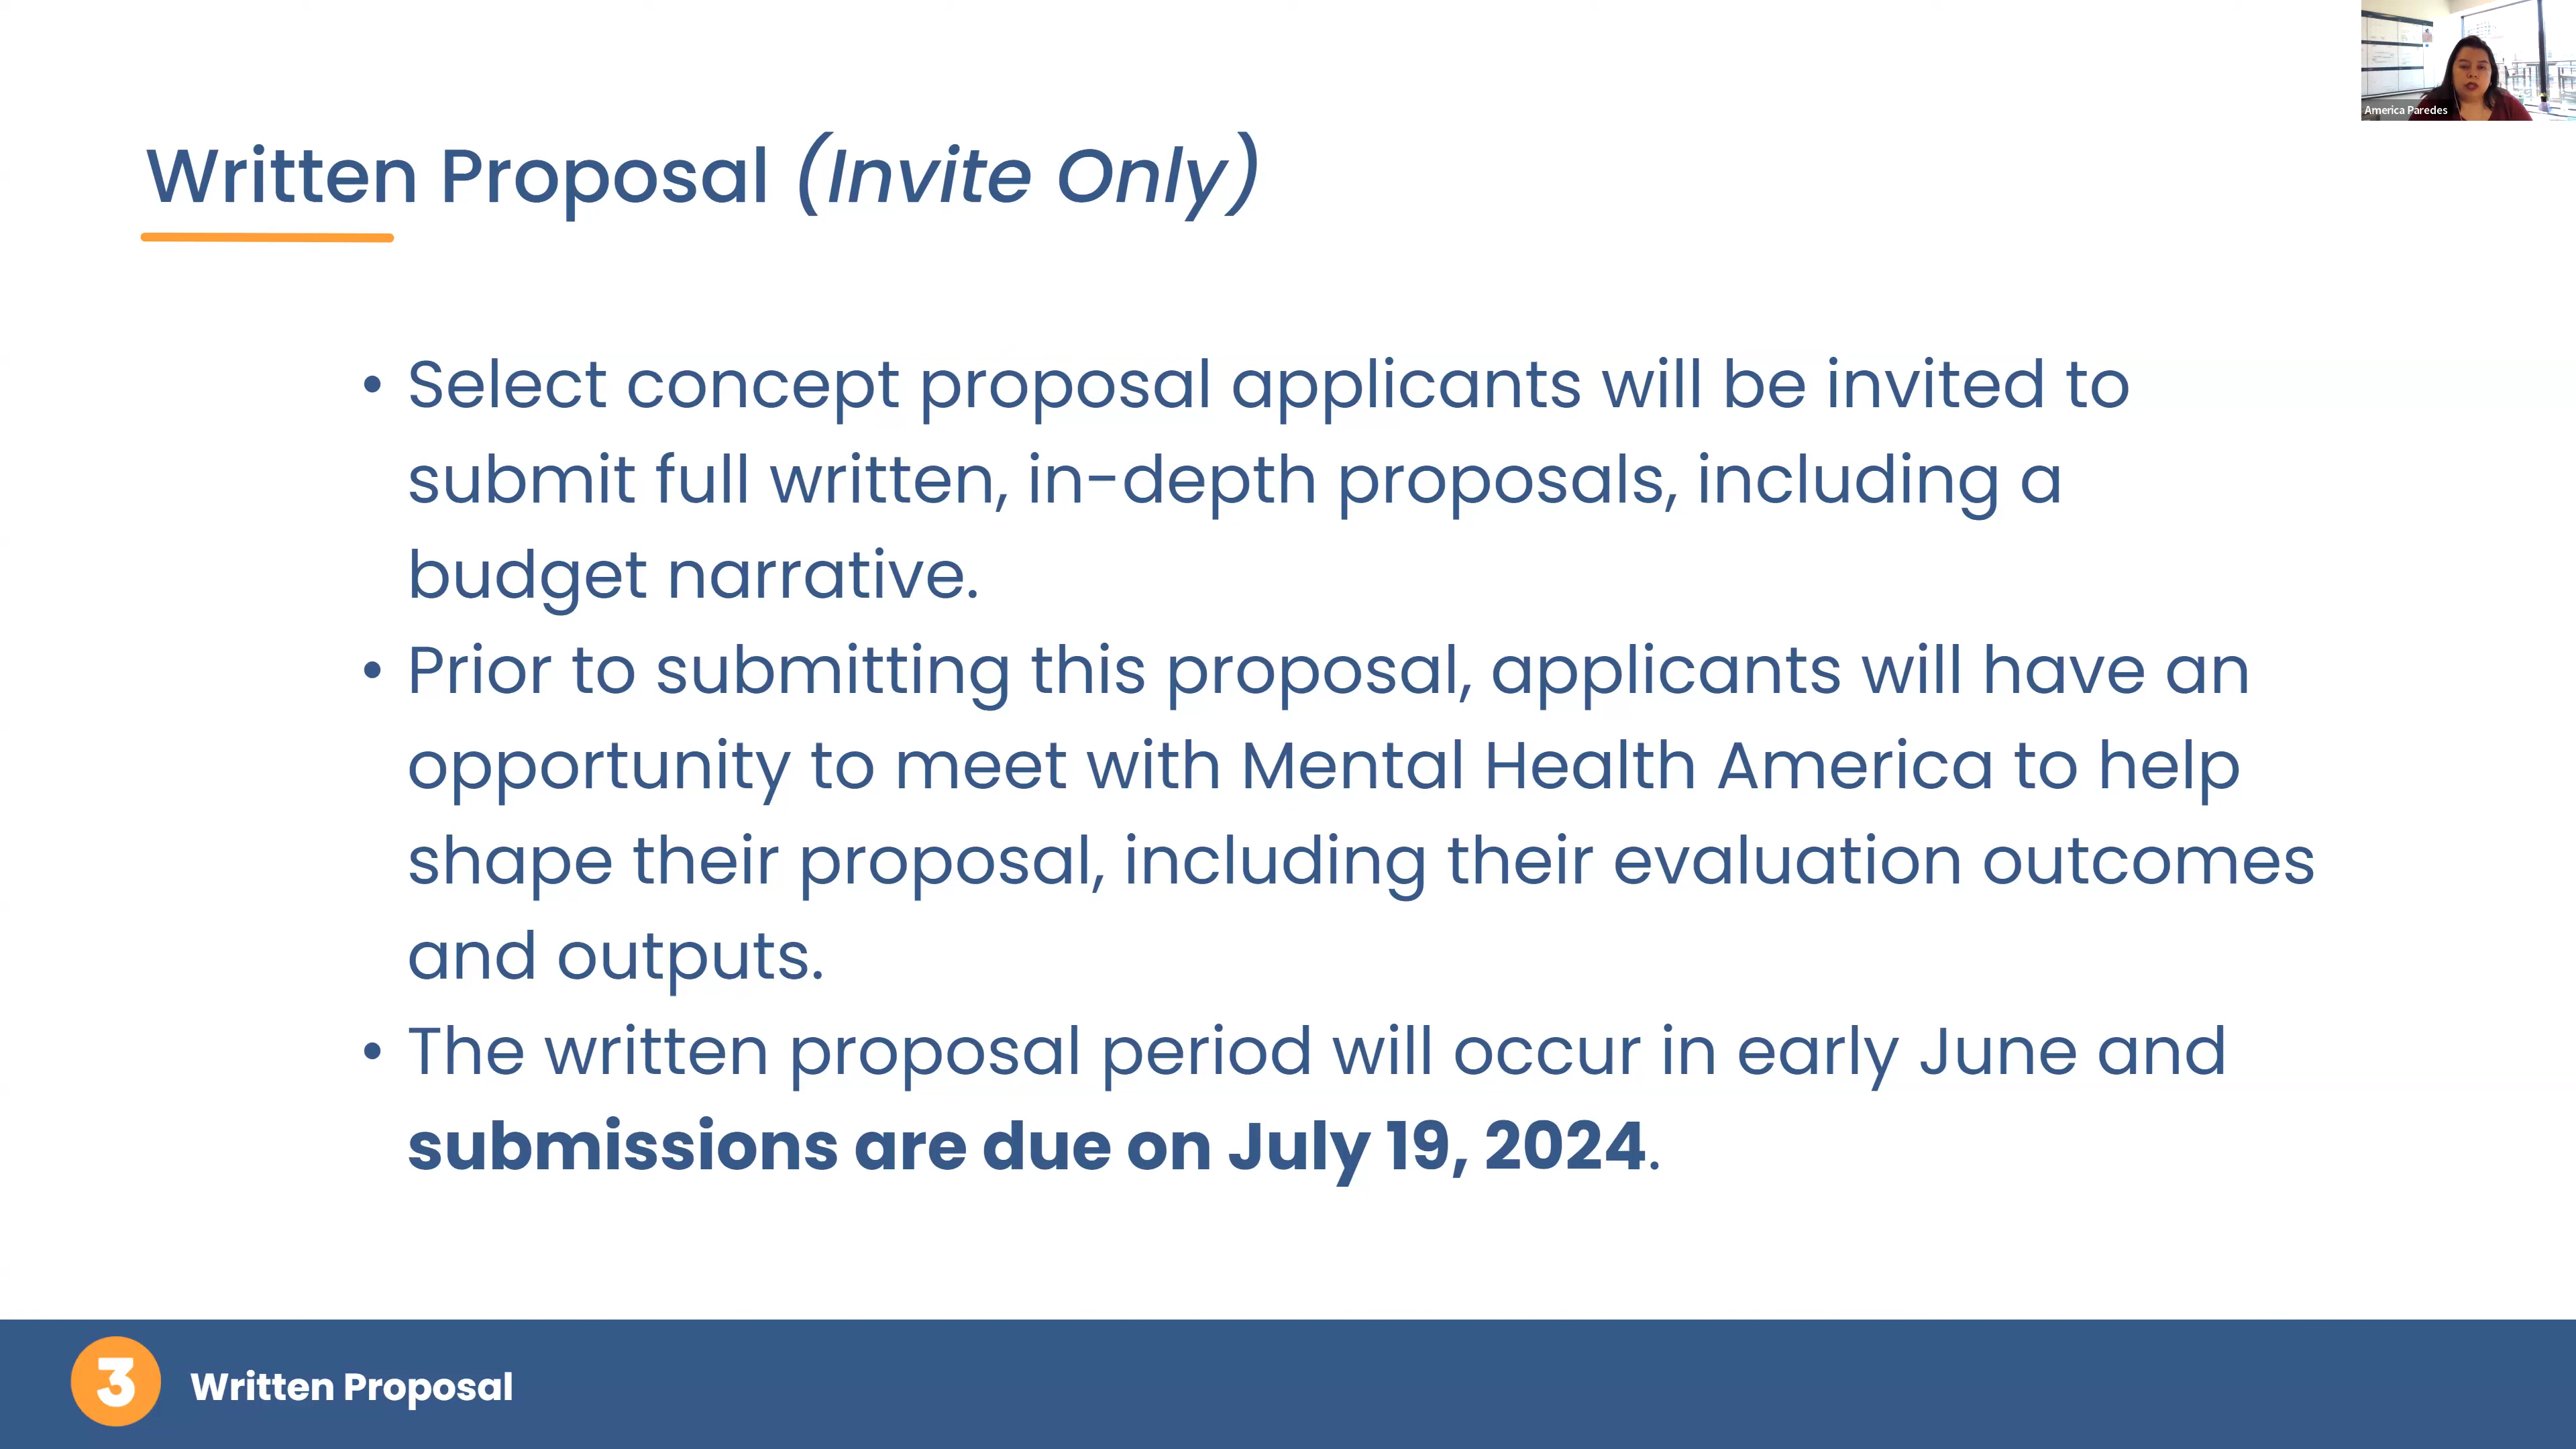 America Paredes
Written Proposal (Invite Only)
• Select concept proposal applicants will be invited to
submit full written, in-depth proposals, including a
budget narrative.
• Prior to submitting this proposal, applicants will have an
opportunity to meet with Mental Health America to help
shape their proposal, including their evaluation outcomes
and outputs.
• The written proposal period will occur in early June and
submissions are due on July 19, 2024.
3 Written Proposal